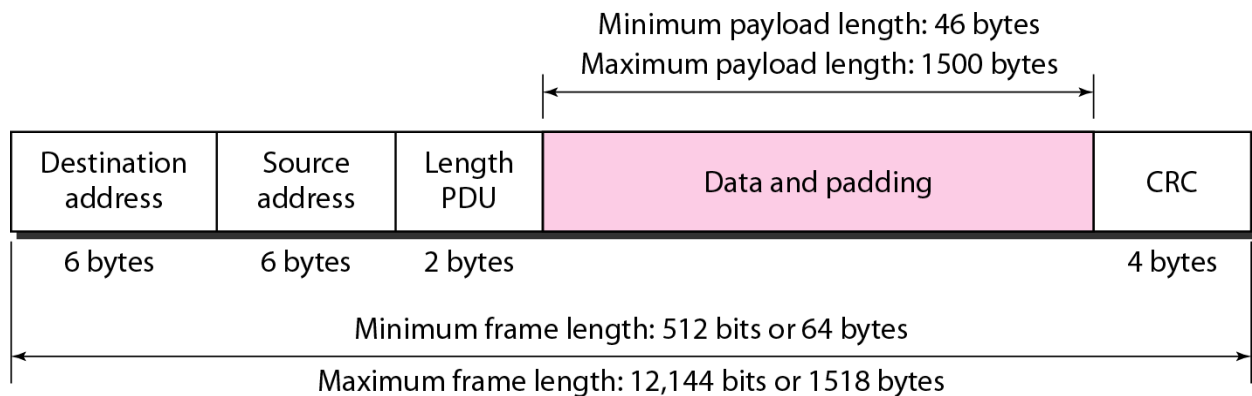 Minimum payload length: 46 bytes
Maximum payload length: 1500 bytes
Destination
address
Source
address
Length
PDU
Data and padding
CRC
6 bytes
6 bytes
2 bytes
4 bytes
Minimum frame length: 512 bits or 64 bytes
Maximum frame length: 12,144 bits or 1518 bytes